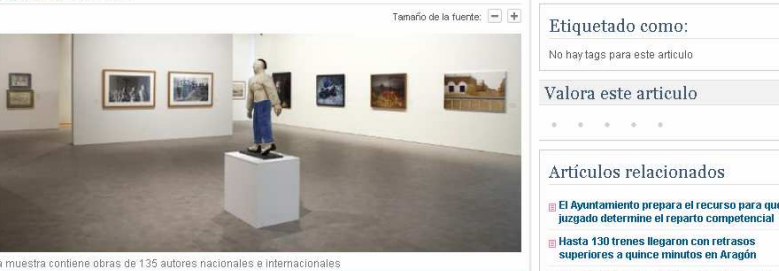 Tamaño de la fuente:
a muestra contiene obras de 135 autores nacionales e internacionales
Etiquetado como:
No hay tags para este articulo
Valora este articulo
Artículos relacionados
El Ayuntamiento prepara el recurso para que
juzgado determine el reparto competencial
Hasta 130 trenes llegaron con retrasos
superiores a quince minutos en Aragón